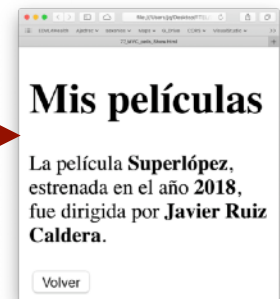 Mis películas
La película Superlópez,
estrenada en el año 2018,
fue dirigida por Javier Ruiz
Caldera.
Volver